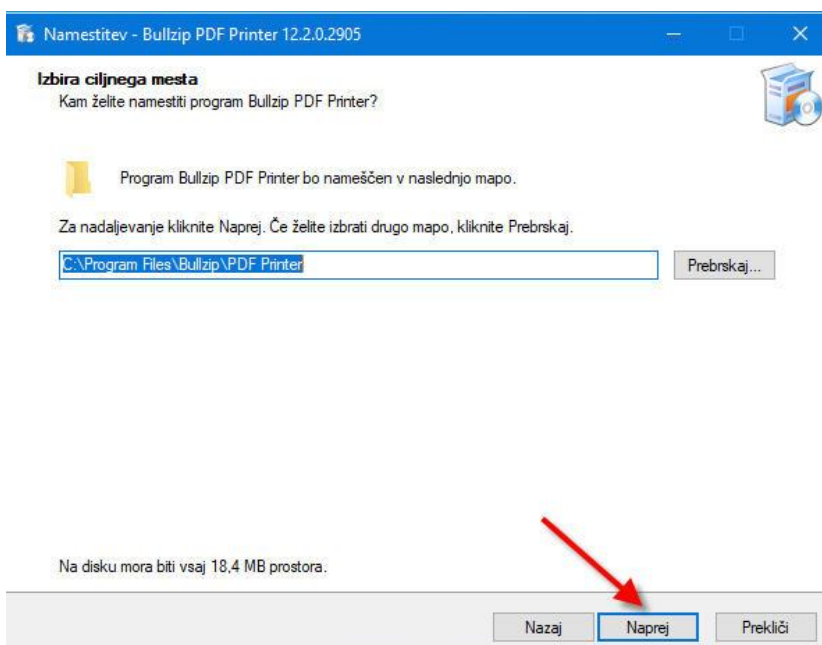 Namestitev - Bullzip PDF Printer 12.2.0.2905
Izbira ciljnega mesta
Kam želite namestiti program Bullzip PDF Printer?
Program Bullzip PDF Printer bo nameščen v naslednjo mapo.
Za nadaljevanje kliknite Naprej. Če želite izbrati drugo mapo, kliknite Prebrskaj.
C:\Program Files\Bullzip\PDF Printer
Prebrskaj...
Na disku mora biti vsaj 18,4 MB prostora.
Nazaj
Naprej
Prekliči